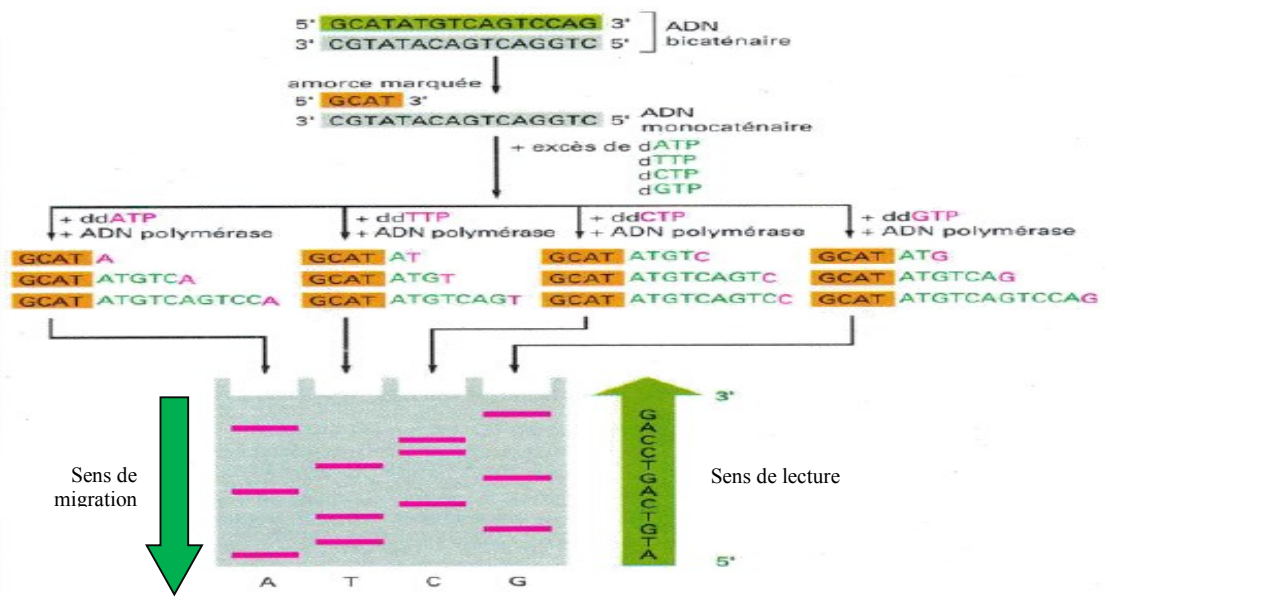 5' GCATATGTCAGTCCAG 3' ADN
3' CGTATACAGTCAGGTC 5' bicaténaire
amorce marquée
5' GCAT 3'
3' CGTATACAGTCAGGTC 5' ADN
monocaténaire
+ excès de dATP
dTTP
dCTP
dGTP
+ ddATP
+ ADN polymérase
GCAT A
GCAT ATGTCA
GCAT ATGTCAGTCCA
+ ddTTP
+ ADN polymérase
GCAT AT
GCAT ATGT
GCAT ATGTCAGT
+ ddCTP
+ ADN polymérase
GCAT ATGTC
GCAT ATGTCAGTC
GCAT ATGTCAGTCC
+ ddGTP
+ ADN polymérase
GCAT ATG
GCAT ATGTCAG
GCAT ATGTCAGTCCAG
Sens de
migration
A T C G
3'
GACCTGACTGTA
5'
Sens de lecture